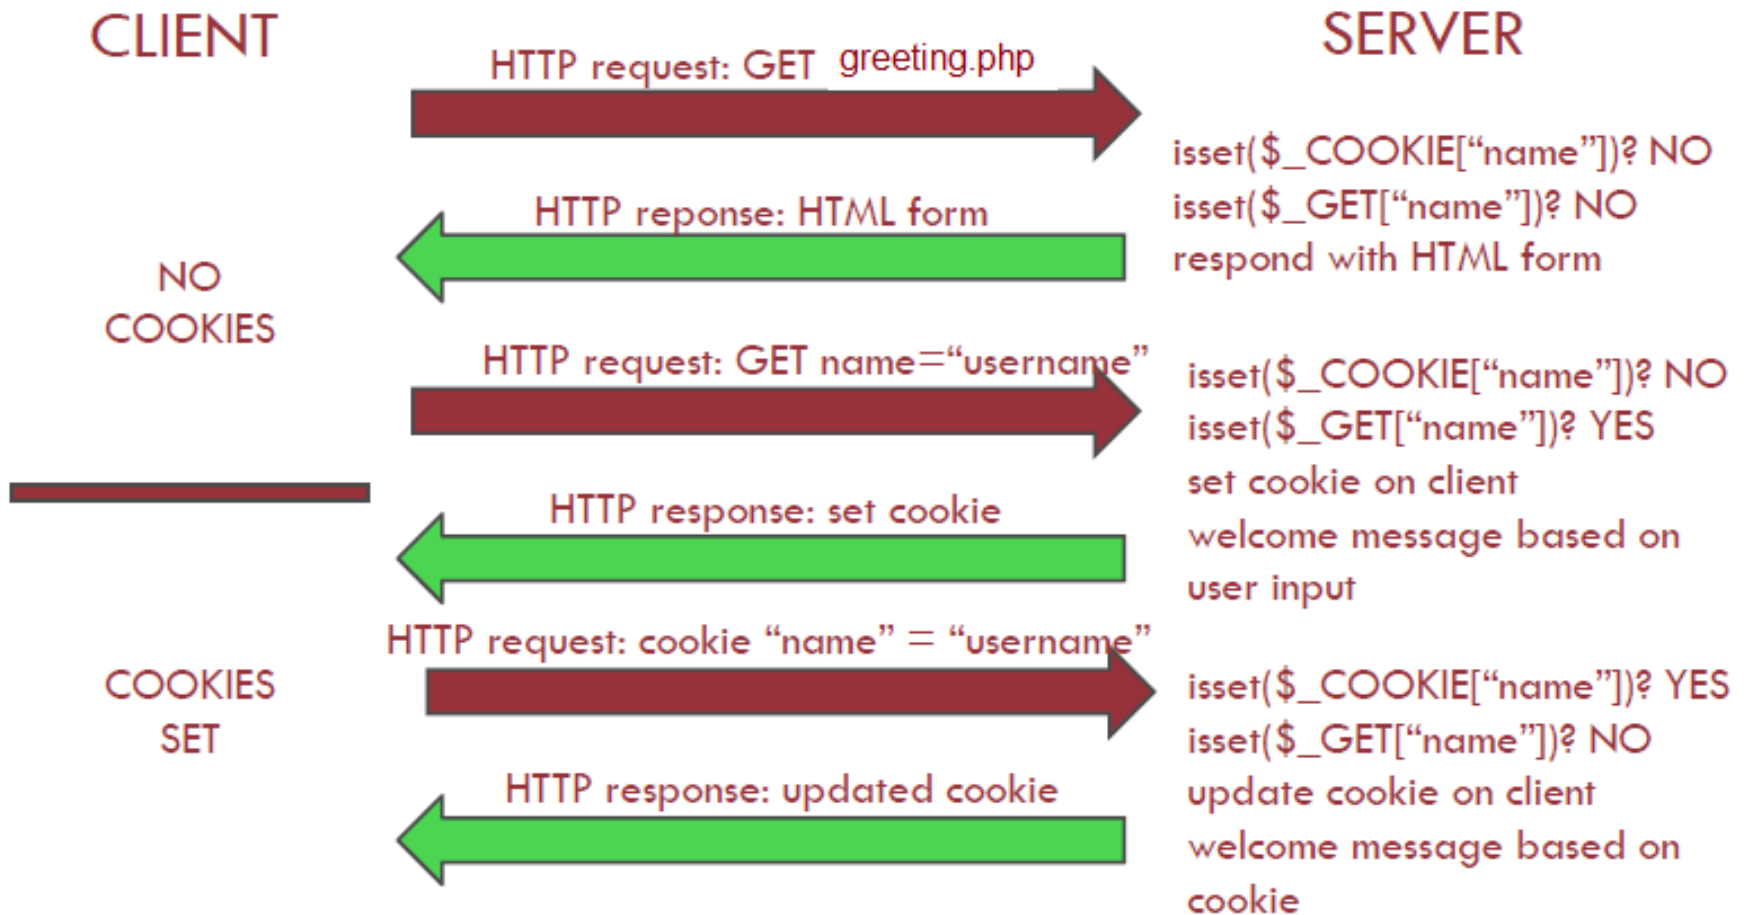 CLIENT
SERVER
HTTP request: GET greeting.php
isset($_COOKIE[“name”])? NO
isset($_GET[“name”])? NO
respond with HTML form
HTTP reponse: HTML form
NO
COOKIES
HTTP request: GET name=“username”
isset($_COOKIE[“name”])? NO
isset($_GET[“name”])? YES
set cookie on client
welcome message based on
user input
HTTP response: set cookie
HTTP request: cookie “name” = “username”
COOKIES
SET
isset($_COOKIE[“name”])? YES
isset($_GET[“name”])? NO
update cookie on client
welcome message based on
cookie
HTTP response: updated cookie